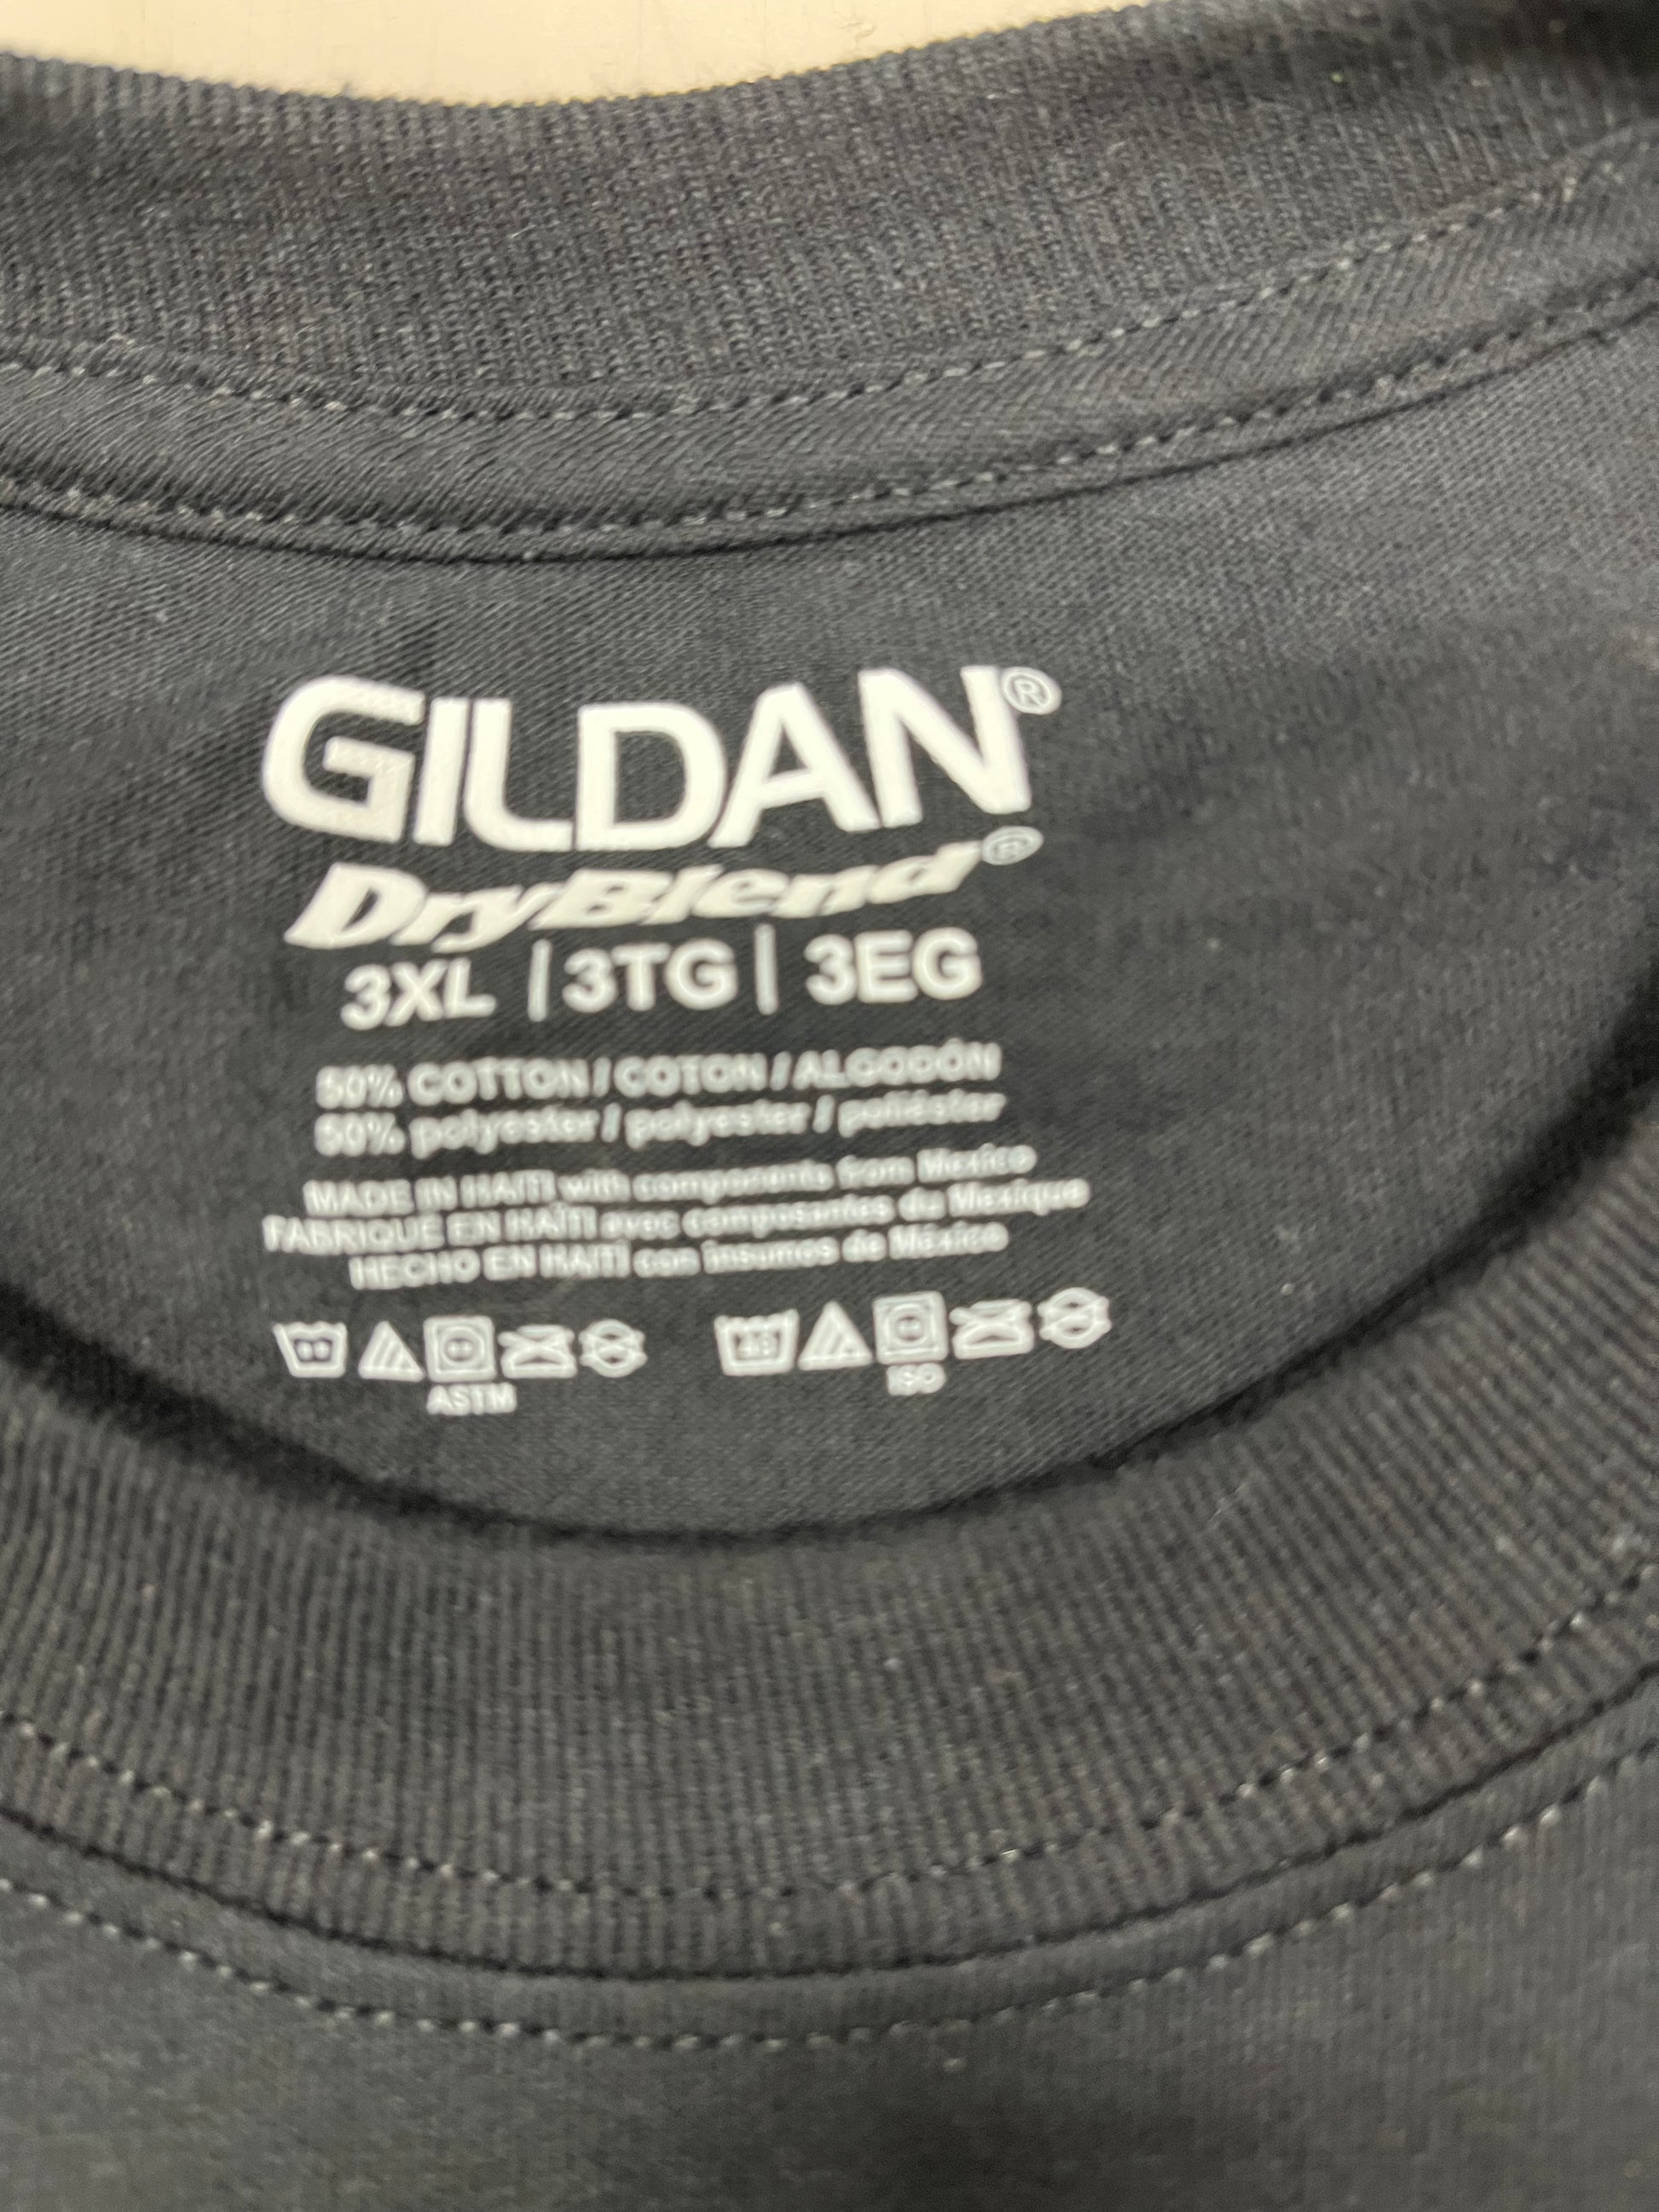 GILDAN®
DryBlend®
3XL | 3TG | 3EG
50% COTTON / COTON / ALGODÓN
50% polyester / polyester / poliéster
MADE IN HAITI with components from Mexico
FABRIQUÉ EN HAÏTI avec composantes du Mexique
HECHO EN HAITÍ con insumos de México
40
ASTM
ISO